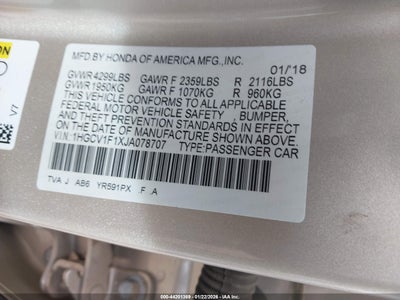 MFD. BY HONDA OF AMERICA MFG.,INC.
01/'18
GVWR 4299LBS GAWR F 2359LBS R 2116LBS
GVWR 1950KG GAWR F 1070KG R 960KG
THIS VEHICLE CONFORMS TO ALL APPLICABLE
FEDERAL MOTOR VEHICLE SAFETY , BUMPER,
AND THEFT PREVENTION STANDARDS IN EFFECT
ON THE DATE OF MANUFACTURE SHOWN ABOVE.
V.I.N:1HGCV1F1XJA078707 TYPE:PASSENGER CAR
TVA J AB6 YR591PX F A
V7
000-44201369 - 01/22/2026 - IAA Inc.